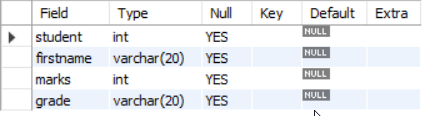 Field Type Null Key Default Extra
student int YES NULL
firstname varchar(20) YES NULL
marks int YES NULL
grade varchar(20) YES NULL